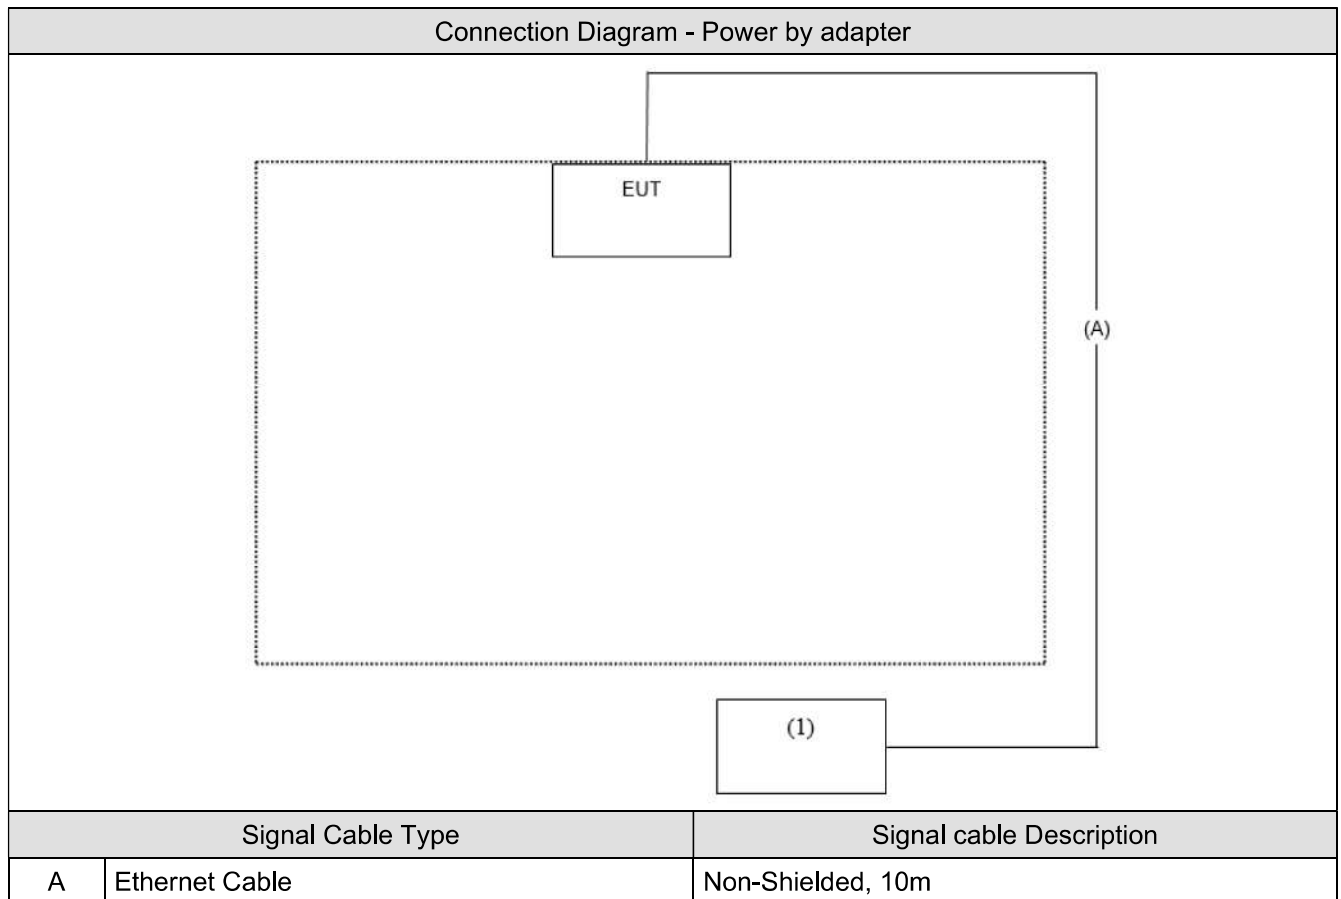 Connection Diagram - Power by adapter
EUT
(A)
(1)
Signal Cable Type Signal cable Description
A Ethernet Cable Non-Shielded, 10m